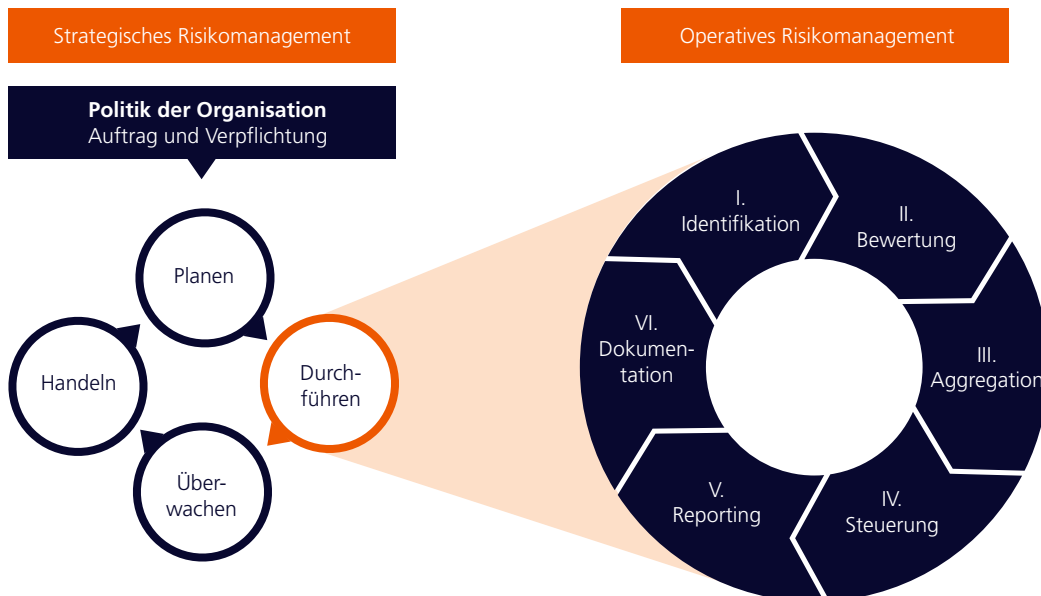 Strategisches Risikomanagement
Operatives Risikomanagement
Politik der Organisation
Auftrag und Verpflichtung
Planen
Durch-
führen
Über-
wachen
Handeln
I.
Identifikation
II.
Bewertung
III.
Aggregation
IV.
Steuerung
V.
Reporting
VI.
Dokumen-
tation